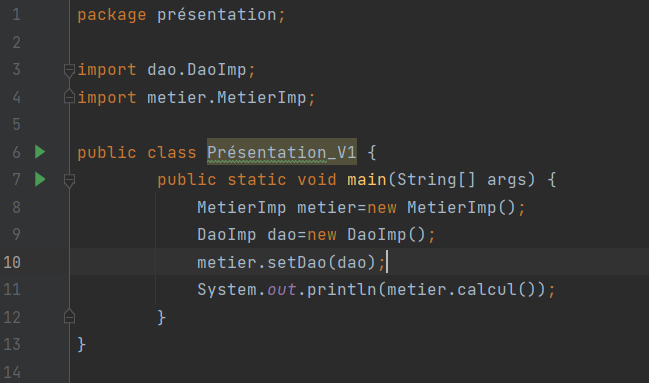 1 package présentation;
2
3 import dao.DaoImp;
4 import metier.MetierImp;
5
6 public class Présentation_V1 {
7 public static void main(String[] args) {
8 MetierImp metier=new MetierImp();
9 DaoImp dao=new DaoImp();
10 metier.setDao(dao);
11 System.out.println(metier.calcul());
12 }
13 }
14